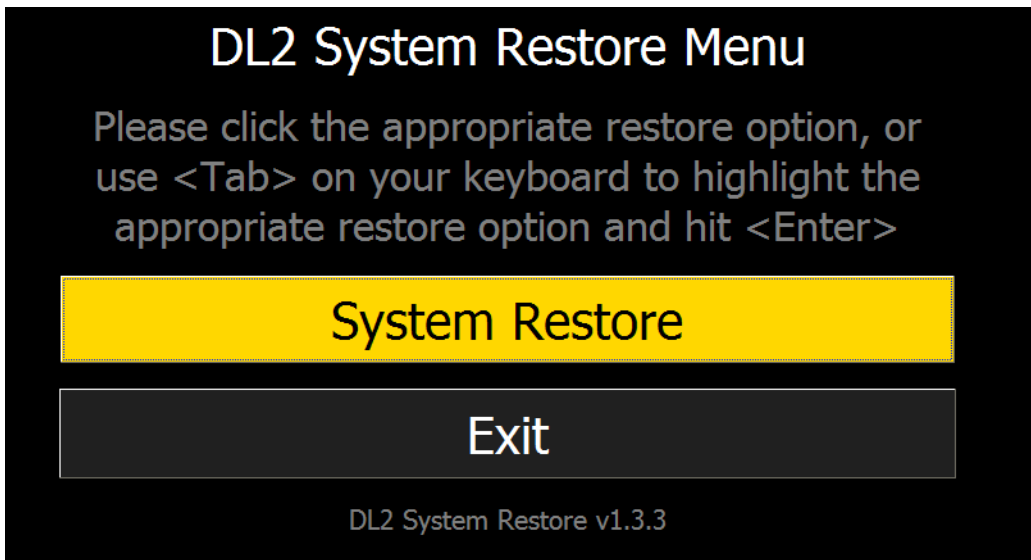 DL2 System Restore Menu
Please click the appropriate restore option, or
use <Tab> on your keyboard to highlight the
appropriate restore option and hit <Enter>
System Restore
Exit
DL2 System Restore v1.3.3